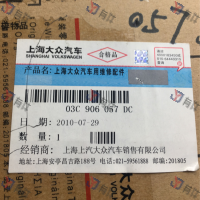 051
上海大众汽车
SHANGHAI VOLKSWAGEN
合格品
产品名: 上海大众汽车用维修配件
03C 906 057 DC
日 期: 2010-07-29
数 量: 1
经销商: 上海上汽大众汽车销售有限公司
地址:上海安亭昌吉路188号 电话:021-59561888 邮编:201805